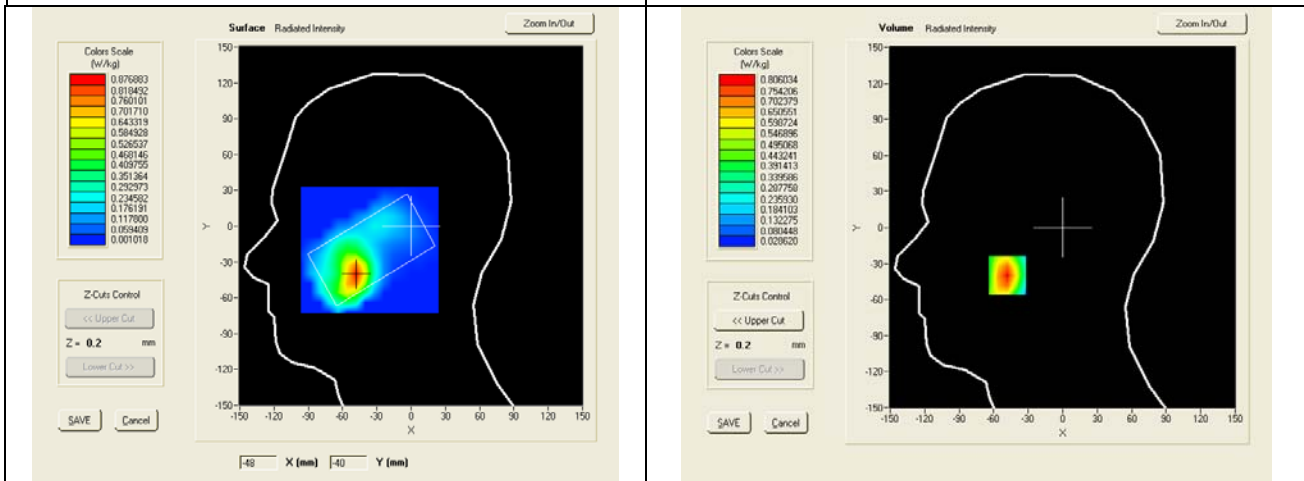 Surface Radiated Intensity
Zoom In/Out
Colors Scale
(W/kg)
0.876883
0.818492
0.760101
0.701710
0.643319
0.584928
0.526537
0.468146
0.409755
0.351364
0.292973
0.234582
0.176191
0.117800
0.059409
0.001018
Z-Cuts Control
<< Upper Cut
Z = 0.2 mm
Lower Cut >>
SAVE Cancel
150
120
90
60
30
0
-30
-60
-90
-120
-150
Y
-150 -120 -90 -60 -30 0 30 60 90 120 150
X
-48 X (mm) -40 Y (mm)
Volume Radiated Intensity
Zoom In/Out
Colors Scale
(W/kg)
0.806034
0.754206
0.702379
0.650551
0.598724
0.546896
0.495068
0.443241
0.391413
0.339586
0.287758
0.235930
0.184103
0.132275
0.080448
0.028620
Z-Cuts Control
<< Upper Cut
Z = 0.2 mm
Lower Cut >>
SAVE Cancel
150
120
90
60
30
0
-30
-60
-90
-120
-150
Y
-150 -120 -90 -60 -30 0 30 60 90 120 150
X